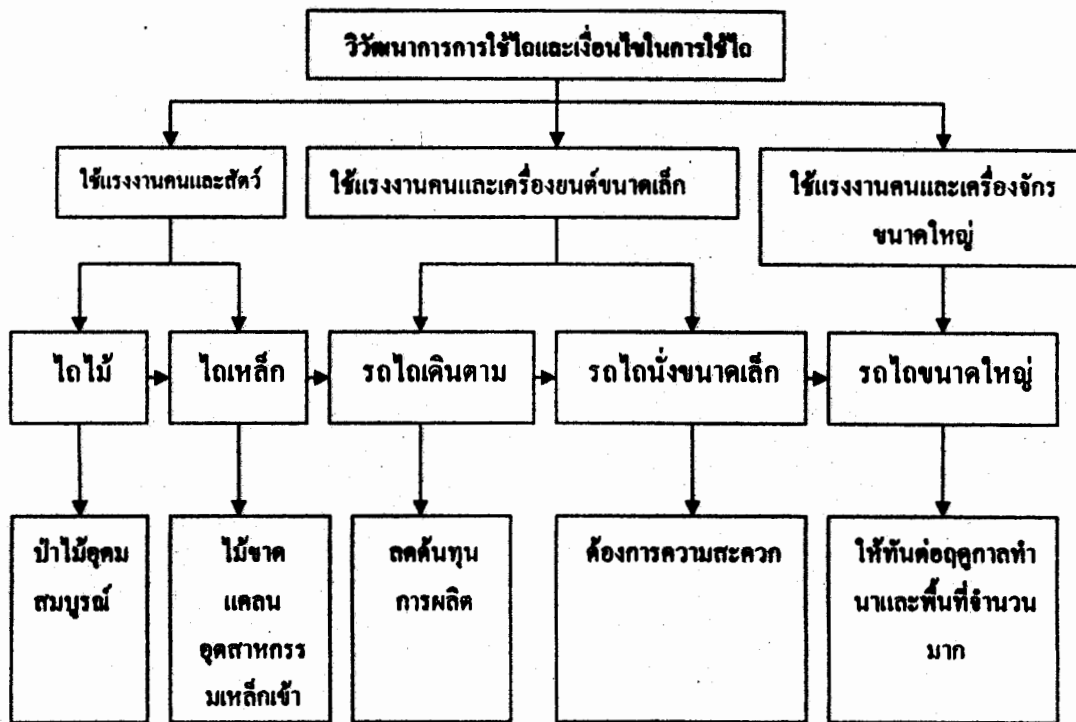 วิวัฒนาการการใช้ไถและเงื่อนไขในการใช้ไถ
ใช้แรงงานคนและสัตว์
ใช้แรงงานคนและเครื่องยนต์ขนาดเล็ก
ใช้แรงงานคนและเครื่องจักร
ขนาดใหญ่
ไถไม้
ไถเหล็ก
รถไถเดินตาม
รถไถนั่งขนาดเล็ก
รถไถขนาดใหญ่
ป่าไม้อุดม
สมบูรณ์
ไม้ขาด
แคลน
อุตสาหกรร
มเหล็กเข้า
ลดต้นทุน
การผลิต
ต้องการความสะดวก
ให้ทันต่อฤดูกาลทำ
นาและพื้นที่จำนวน
มาก